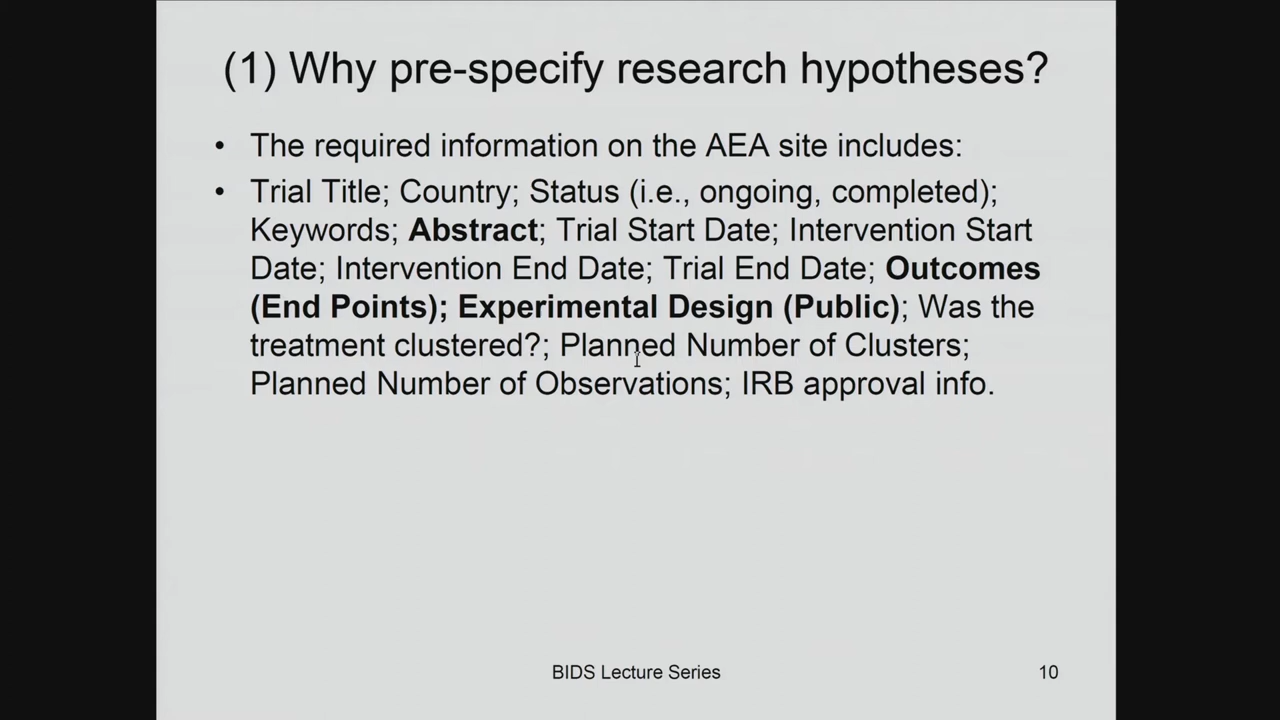 (1) Why pre-specify research hypotheses?
• The required information on the AEA site includes:
• Trial Title; Country; Status (i.e., ongoing, completed);
Keywords; Abstract; Trial Start Date; Intervention Start
Date; Intervention End Date; Trial End Date; Outcomes
(End Points); Experimental Design (Public); Was the
treatment clustered?; Planned Number of Clusters;
Planned Number of Observations; IRB approval info.
BIDS Lecture Series
10